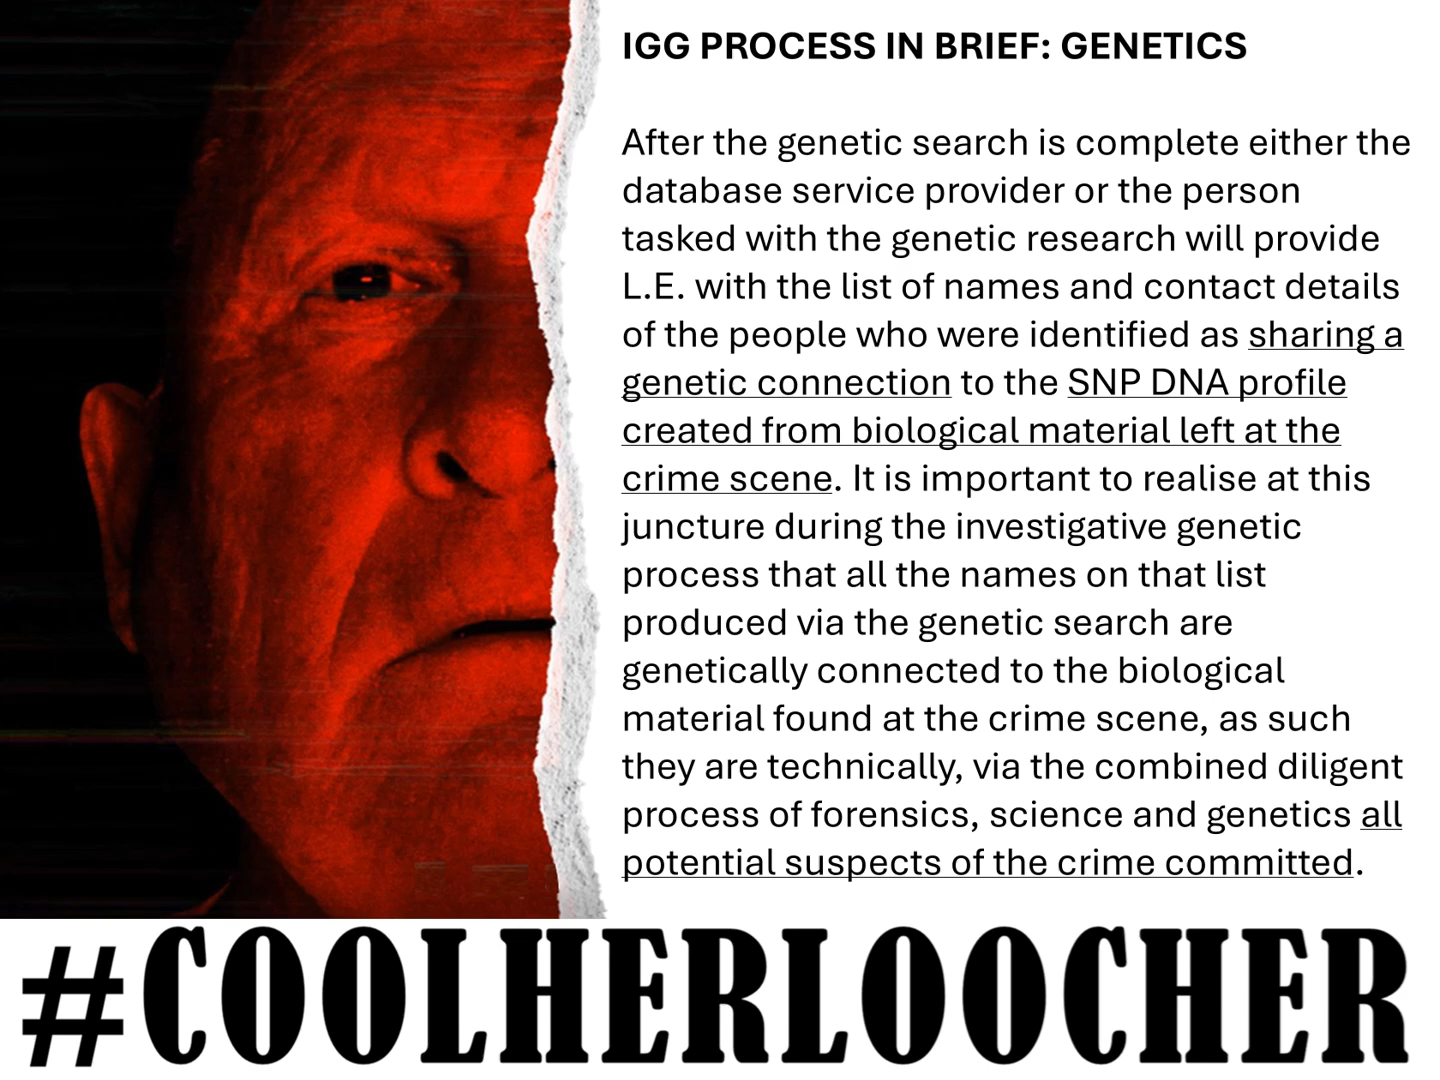 IGG PROCESS IN BRIEF: GENETICS
After the genetic search is complete either the
database service provider or the person
tasked with the genetic research will provide
L.E. with the list of names and contact details
of the people who were identified as sharing a
genetic connection to the SNP DNA profile
created from biological material left at the
crime scene. It is important to realise at this
juncture during the investigative genetic
process that all the names on that list
produced via the genetic search are
genetically connected to the biological
material found at the crime scene, as such
they are technically, via the combined diligent
process of forensics, science and genetics all
potential suspects of the crime committed.
#COOLHERLOOCHER